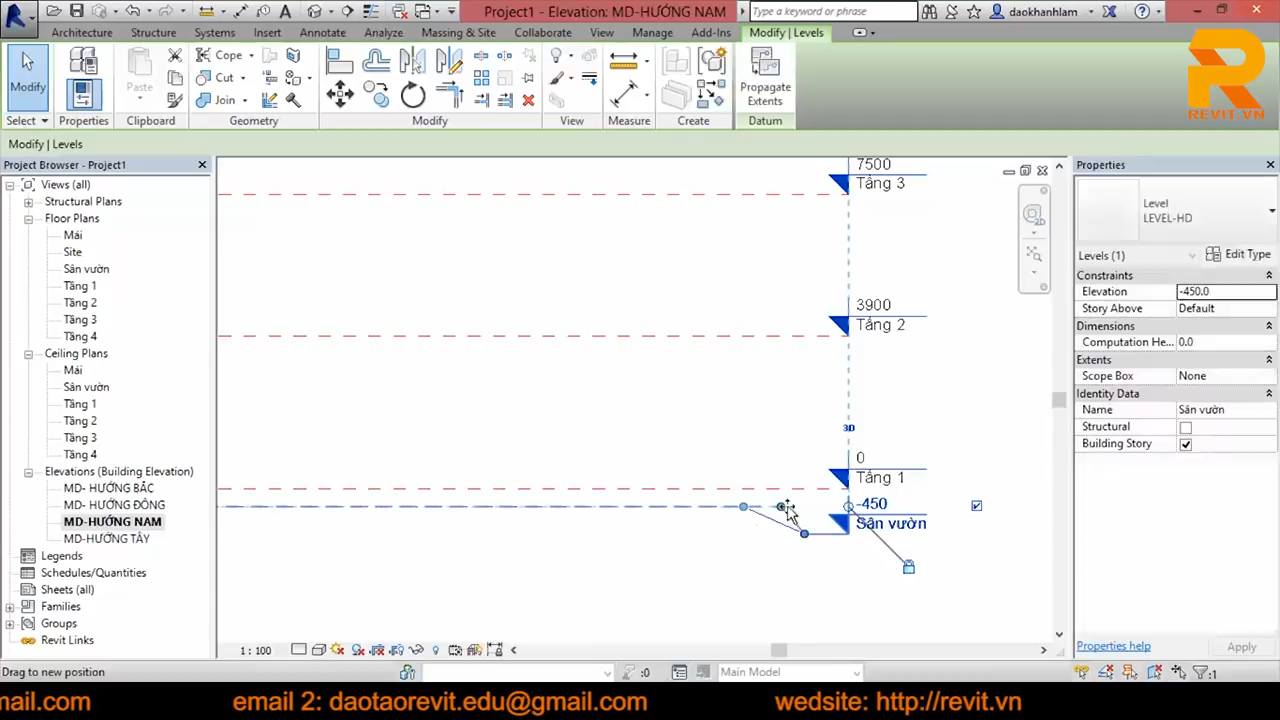 Project1 - Elevation: MD-HƯỚNG NAM
Type a keyword or phrase
daokhanhlam
Architecture Structure Systems Insert Annotate Analyze Massing & Site Collaborate View Manage Add-Ins Modify | Levels
Modify
Paste
Cope
Cut
Join
Propagate
Extents
Select Properties Clipboard Geometry Modify View Measure Create Datum
REVIT.VN
Modify | Levels
Project Browser - Project1
Views (all)
Structural Plans
Floor Plans
Mái
Site
Sân vườn
Tầng 1
Tầng 2
Tầng 3
Tầng 4
Ceiling Plans
Mái
Sân vườn
Tầng 1
Tầng 2
Tầng 3
Tầng 4
Elevations (Building Elevation)
MD- HƯỚNG BẮC
MD- HƯỚNG ĐÔNG
MD-HƯỚNG NAM
MD-HƯỚNG TÂY
Legends
Schedules/Quantities
Sheets (all)
Families
Groups
Revit Links
7500
Tầng 3
3900
Tầng 2
3D
0
Tầng 1
-450
Sân vườn
2D
Properties
Level
LEVEL-HD
Levels (1)
Edit Type
Constraints
Elevation -450.0
Story Above Default
Dimensions
Computation He... 0.0
Extents
Scope Box None
Identity Data
Name Sân vườn
Structural
Building Story
Properties help
Apply
1 : 100
Drag to new position
:0
Main Model
:1
mail.com
email 2: daotaorevit.edu@gmail.com
wedsite: http://revit.vn